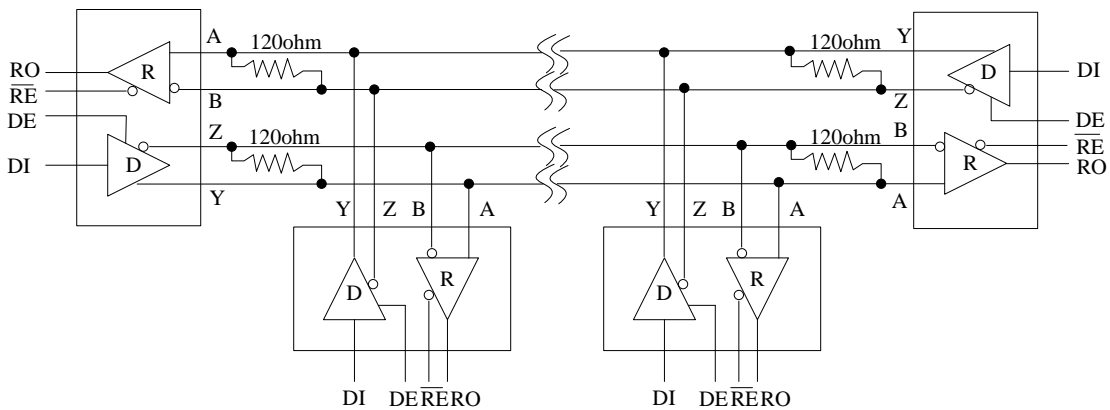 A 120ohm 120ohm Y
RO R D DI
RE B Z
DE Z 120ohm 120ohm B DE
DI D R RE
RO
Y A
Y Z B A Y Z B A
D R D R
DI DE RE RO DI DE RE RO